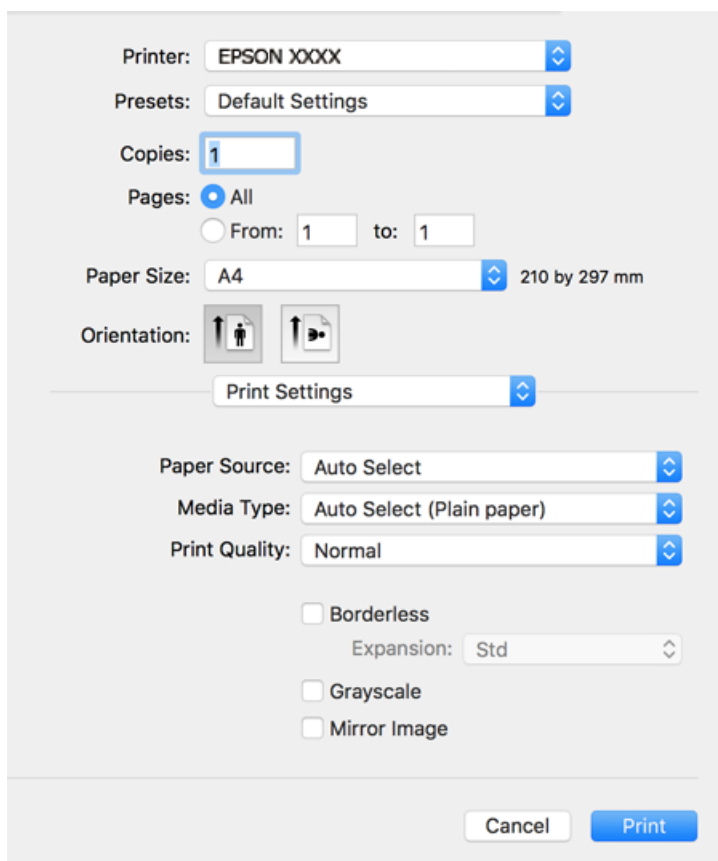 Printer: EPSON XXXX
Presets: Default Settings
Copies: 1
Pages: All
From: 1 to: 1
Paper Size: A4 210 by 297 mm
Orientation:
Print Settings
Paper Source: Auto Select
Media Type: Auto Select (Plain paper)
Print Quality: Normal
Borderless
Expansion: Std
Grayscale
Mirror Image
Cancel Print